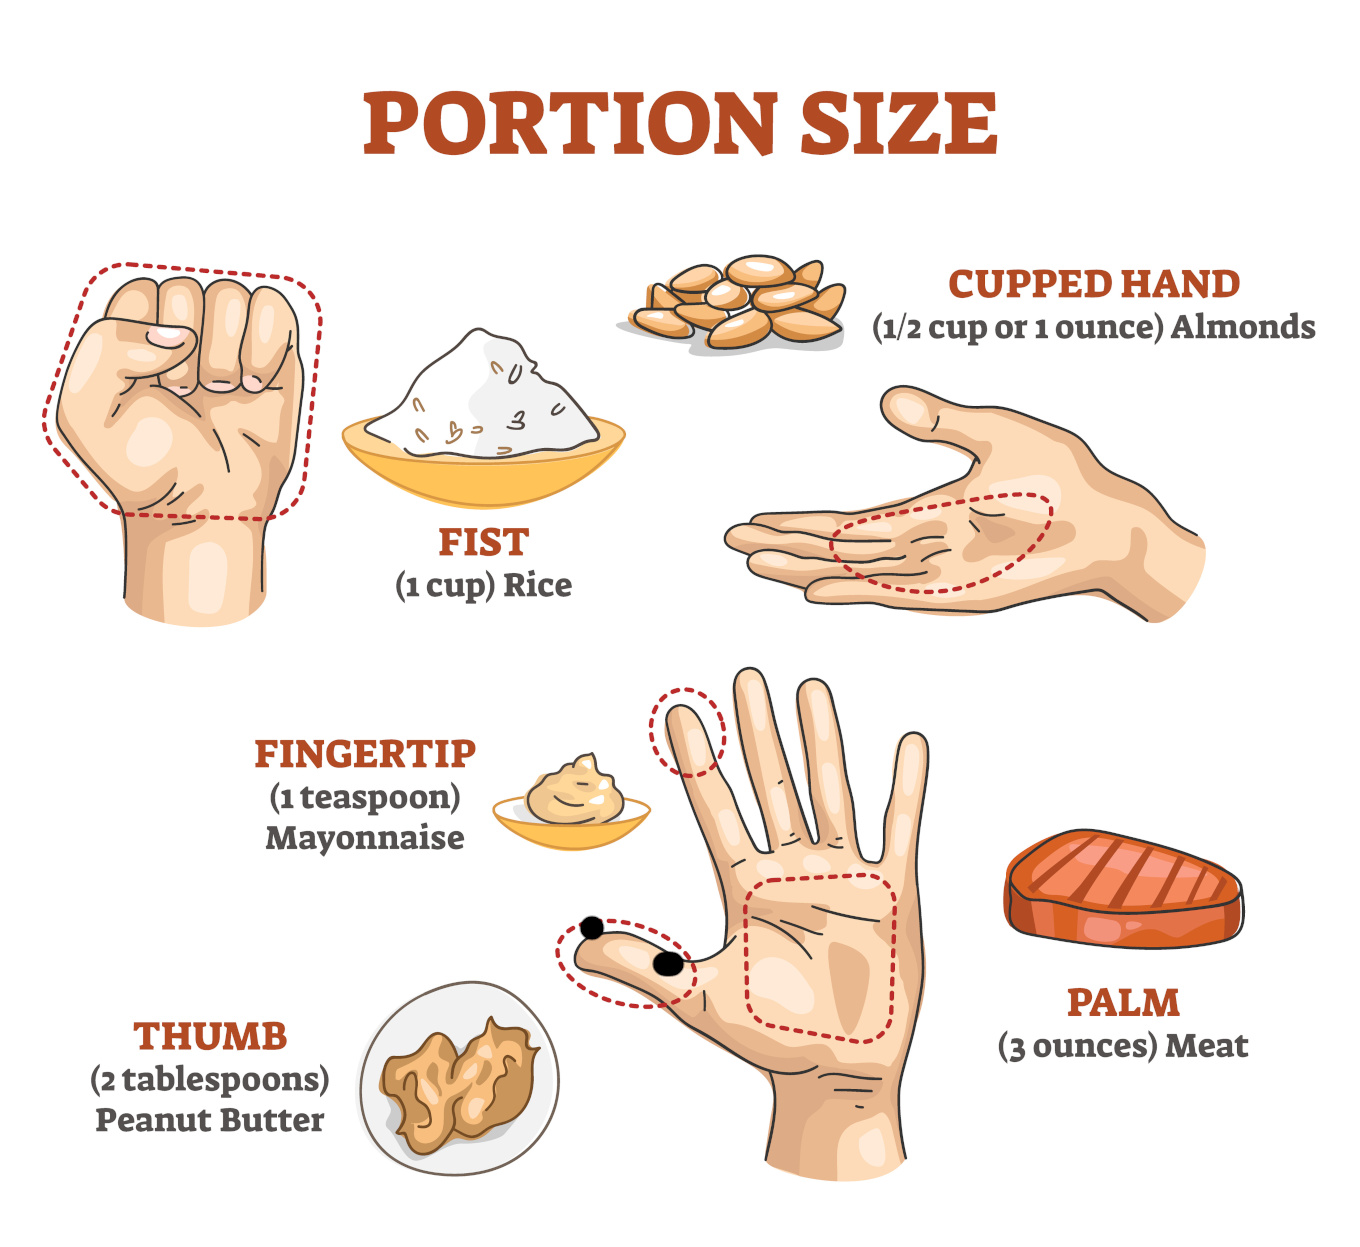 PORTION SIZE
CUPPED HAND
(1/2 cup or 1 ounce) Almonds
FIST
(1 cup) Rice
FINGERTIP
(1 teaspoon)
Mayonnaise
PALM
(3 ounces) Meat
THUMB
(2 tablespoons)
Peanut Butter